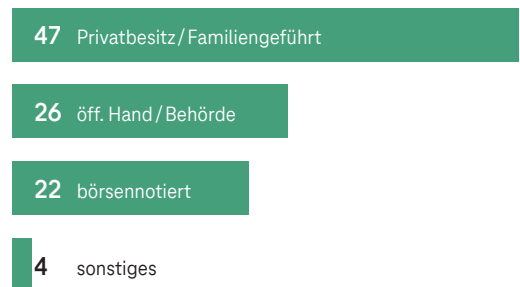 47 Privatbesitz/Familiengeführt
26 öff. Hand/Behörde
22 börsennotiert
4 sonstiges